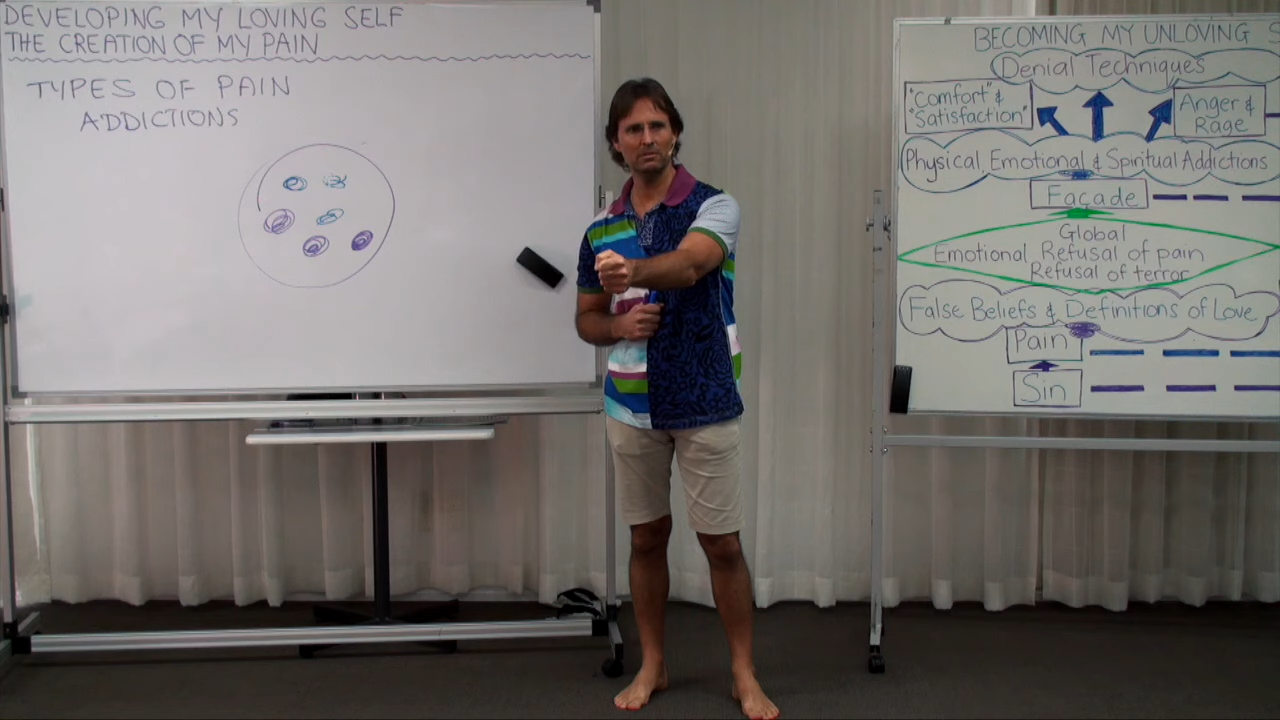 DEVELOPING MY LOVING SELF
THE CREATION OF MY PAIN
TYPES OF PAIN
ADDICTIONS
BECOMING MY UNLOVING S
Denial Techniques
"Comfort" &
"Satisfaction"
Anger &
Rage
Physical, Emotional & Spiritual Addictions
Façade
Global
Emotional Refusal of pain
Refusal of terror
False Beliefs & Definitions of Love
Pain
Sin